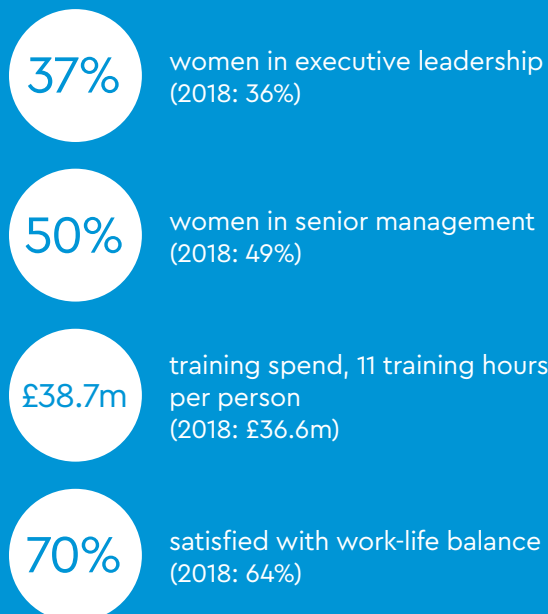 37%
women in executive leadership
(2018: 36%)
50%
women in senior management
(2018: 49%)
£38.7m
training spend, 11 training hours
per person
(2018: £36.6m)
70%
satisfied with work-life balance
(2018: 64%)